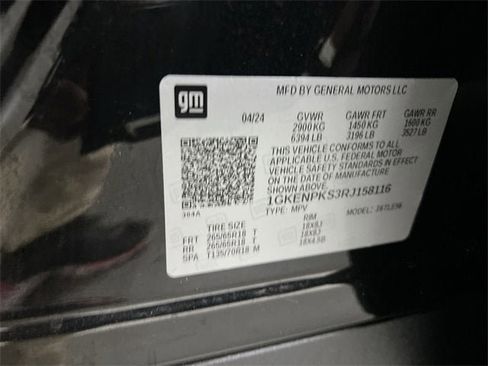 gm
MFD BY GENERAL MOTORS LLC
04/24 GVWR GAWR FRT GAWR RR
2900 KG 1450 KG 1600 KG
6394 LB 3196 LB 3527 LB
THIS VEHICLE CONFORMS TO ALL
APPLICABLE U.S. FEDERAL MOTOR
VEHICLE SAFETY STANDARDS IN
EFFECT ON THE DATE OF
MANUFACTURE
1GKENPKS3RJ158116
TYPE: MPV MODEL:
TIRE SIZE RIM
FRT 265/65R18 T 18X8J
RR 265/65R18 T 18X8J
SPA T135/70R18 M 18X4.5B